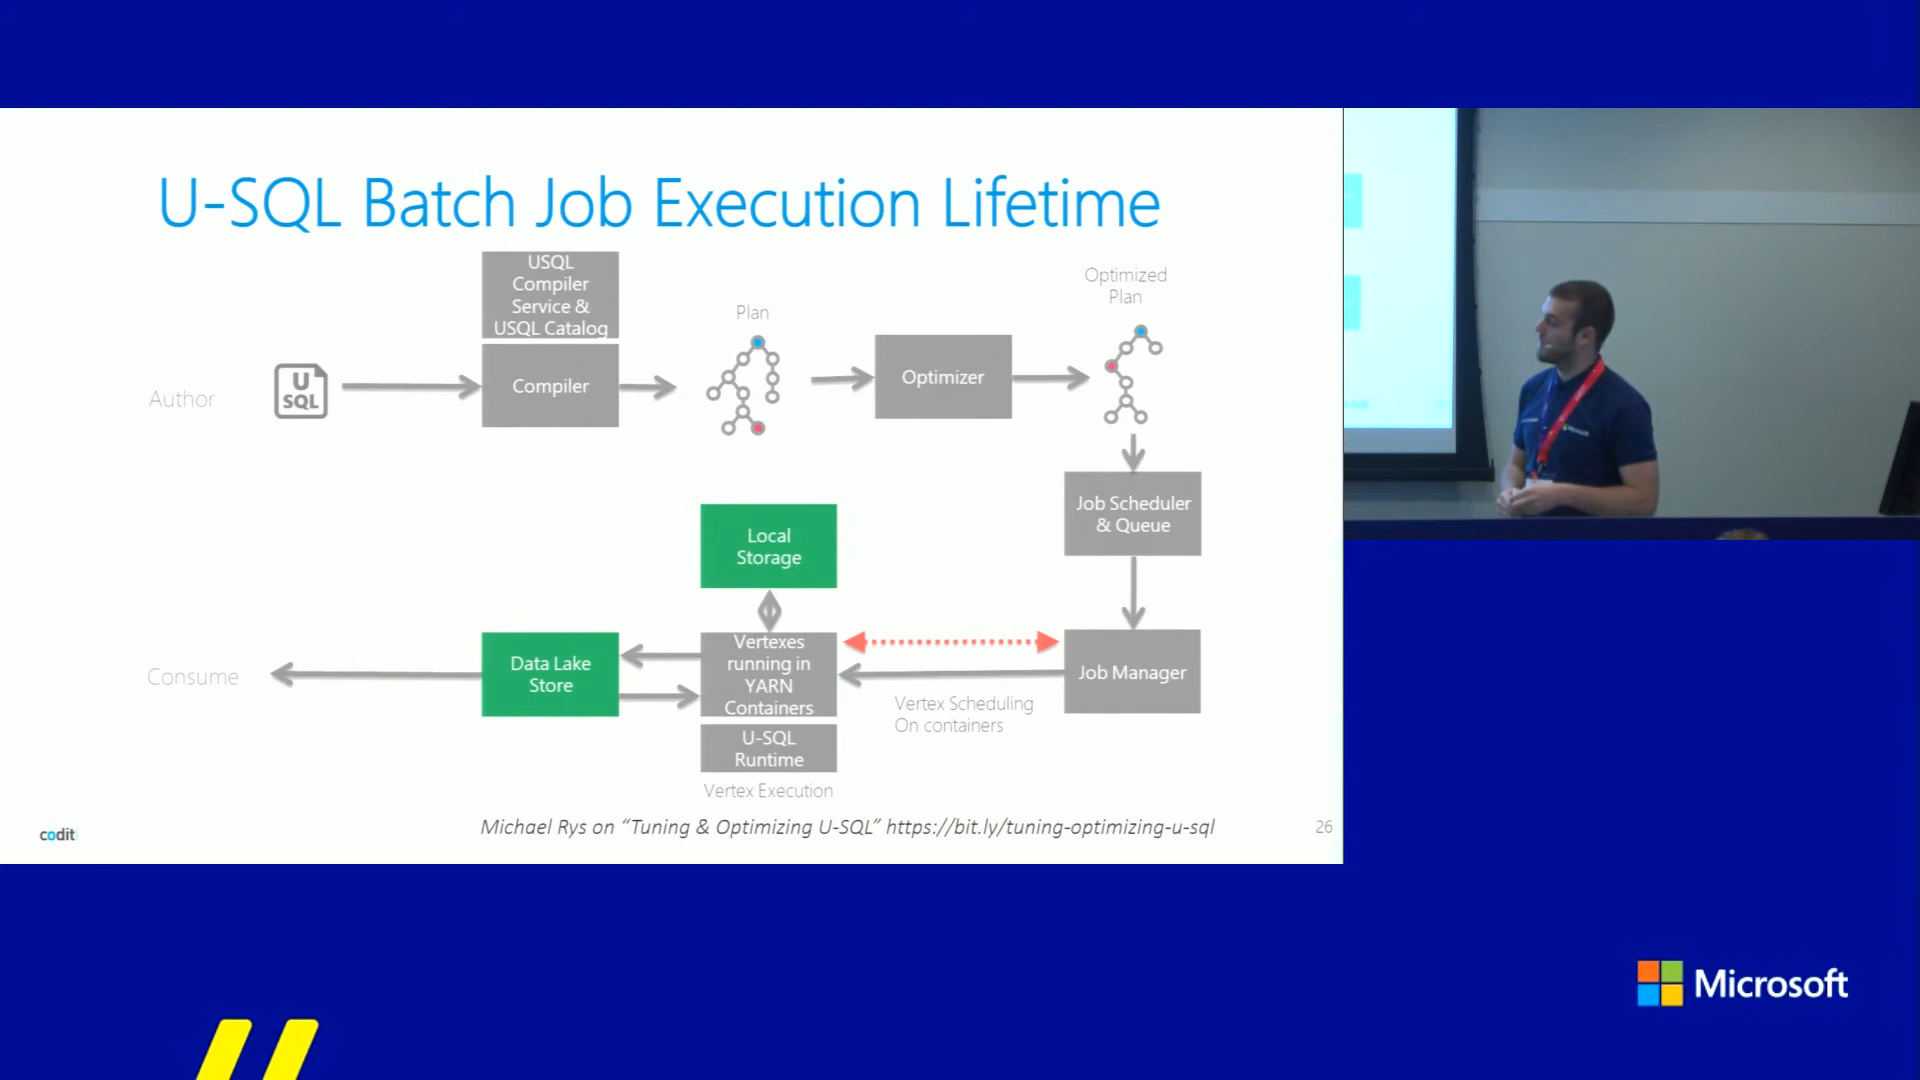 U-SQL Batch Job Execution Lifetime
USQL
Compiler
Service &
USQL Catalog
Optimized
Plan
Plan
Author
U
SQL
Compiler
Optimizer
Job Scheduler
& Queue
Local
Storage
Consume
Data Lake
Store
Vertexes
running in
YARN
Containers
Job Manager
Vertex Scheduling
On containers
U-SQL
Runtime
Vertex Execution
codit
Michael Rys on “Tuning & Optimizing U-SQL” https://bit.ly/tuning-optimizing-u-sql
26
Microsoft